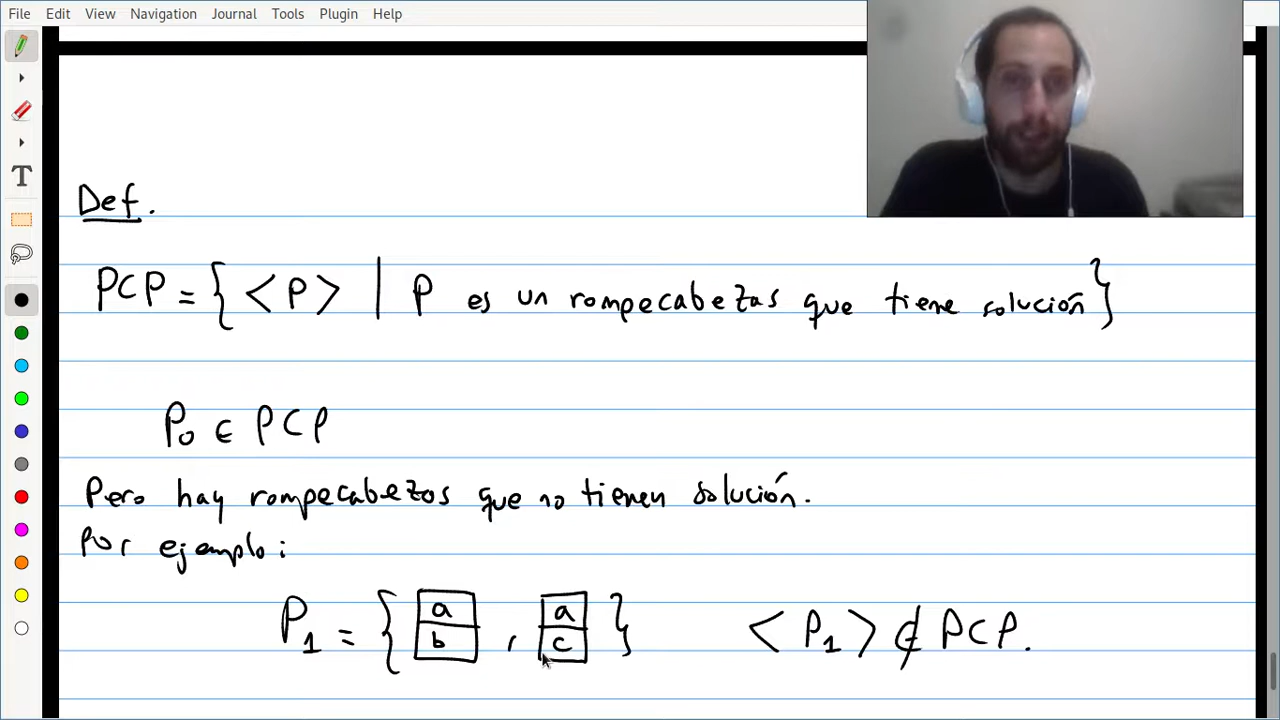 File Edit View Navigation Journal Tools Plugin Help
T
Def.
PCP = { <P> | P es un rompecabezas que tiene solución }
P₀ ∈ PCP
Pero hay rompecabezas que no tienen solución.
Por ejemplo:
P₁ = { a/b , a/c } <P₁> ∉ PCP.